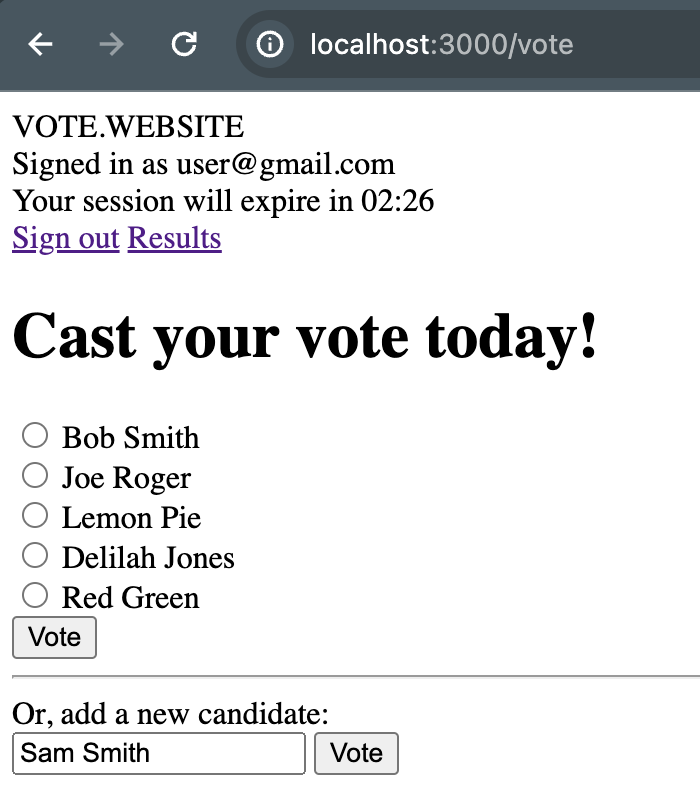 localhost:3000/vote
VOTE.WEBSITE
Signed in as user@gmail.com
Your session will expire in 02:26
Sign out Results
Cast your vote today!
Bob Smith
Joe Roger
Lemon Pie
Delilah Jones
Red Green
Vote
Or, add a new candidate:
Sam Smith Vote